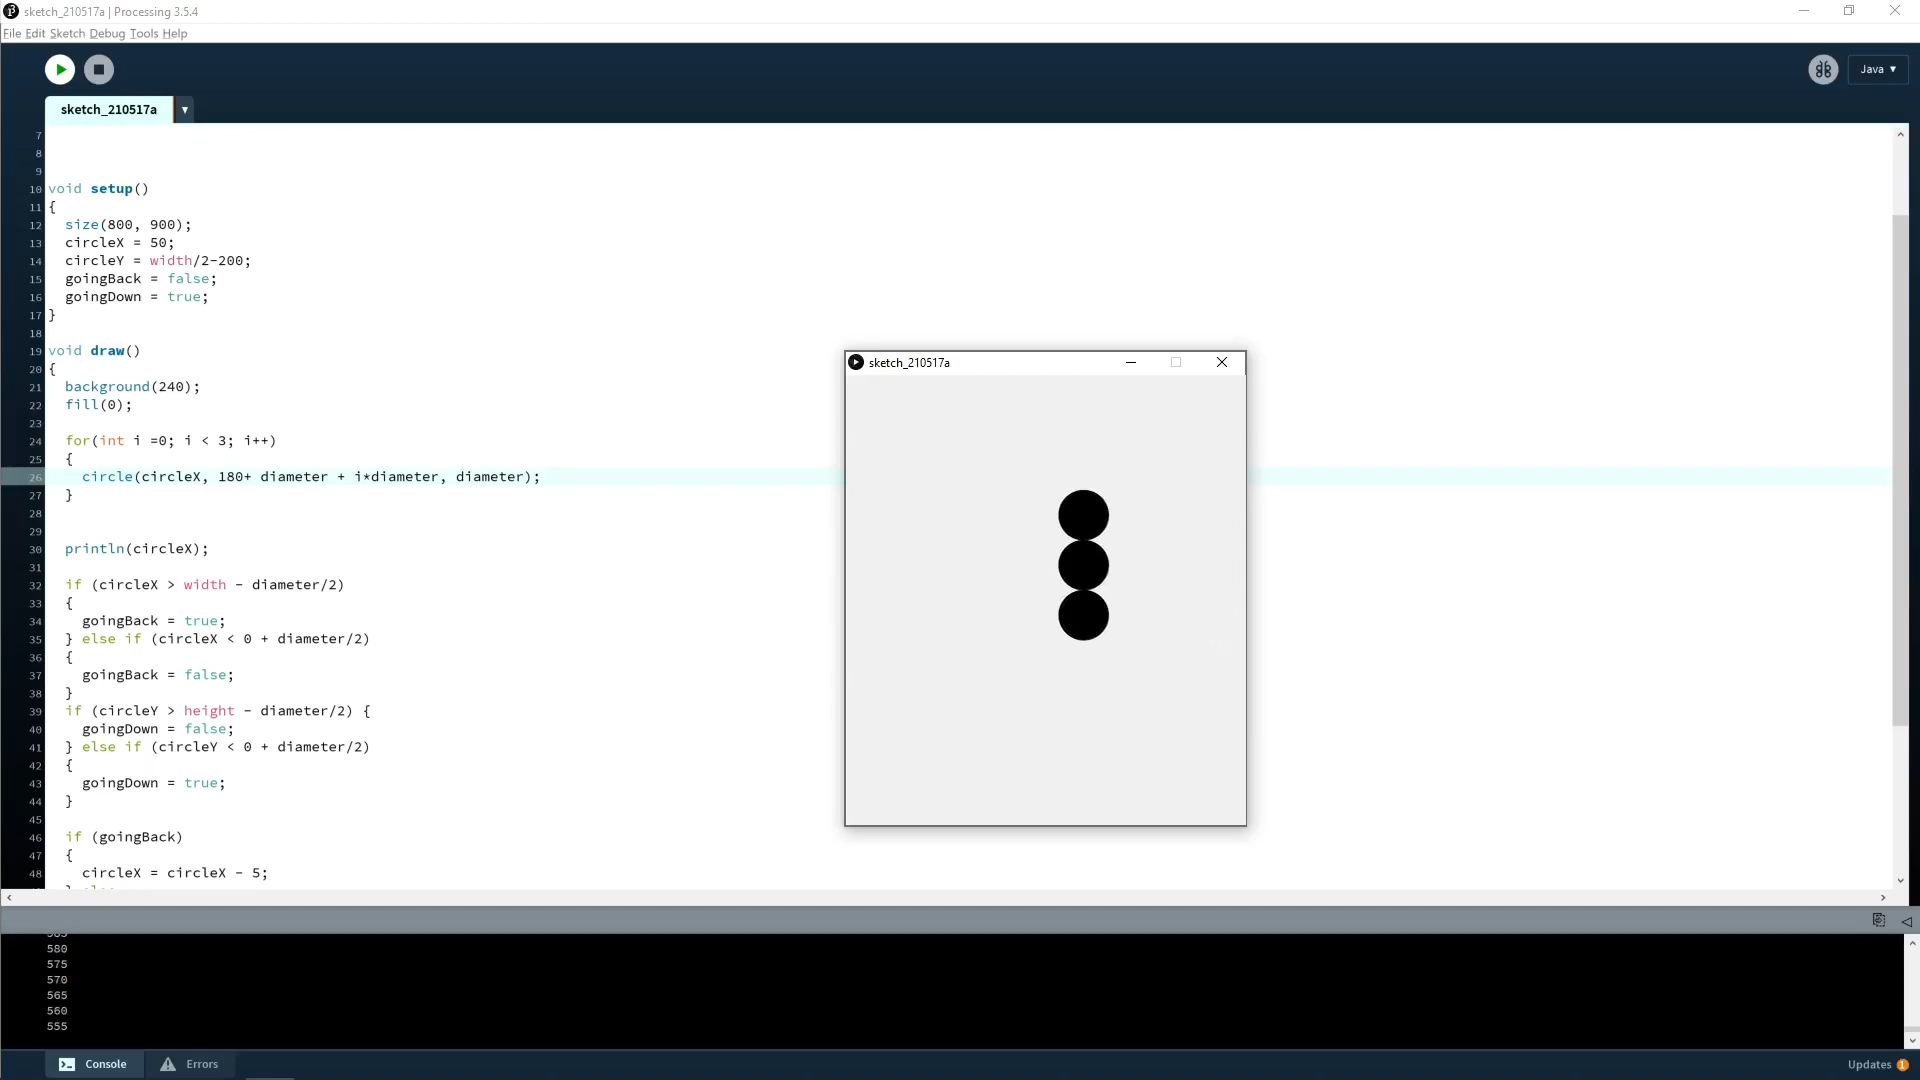 sketch_210517a | Processing 3.5.4
File Edit Sketch Debug Tools Help
Java ▼
sketch_210517a ▼
7
8
9
10 void setup()
11 {
12   size(800, 900);
13   circleX = 50;
14   circleY = width/2-200;
15   goingBack = false;
16   goingDown = true;
17 }
18
19 void draw()
20 {
21   background(240);
22   fill(0);
23
24   for(int i =0; i < 3; i++)
25   {
26     circle(circleX, 180+ diameter + i*diameter, diameter);
27   }
28
29
30   println(circleX);
31
32   if (circleX > width - diameter/2)
33   {
34     goingBack = true;
35   } else if (circleX < 0 + diameter/2)
36   {
37     goingBack = false;
38   }
39   if (circleY > height - diameter/2) {
40     goingDown = false;
41   } else if (circleY < 0 + diameter/2)
42   {
43     goingDown = true;
44   }
45
46   if (goingBack)
47   {
48     circleX = circleX - 5;
sketch_210517a
580
575
570
565
560
555
Console
Errors
Updates 1